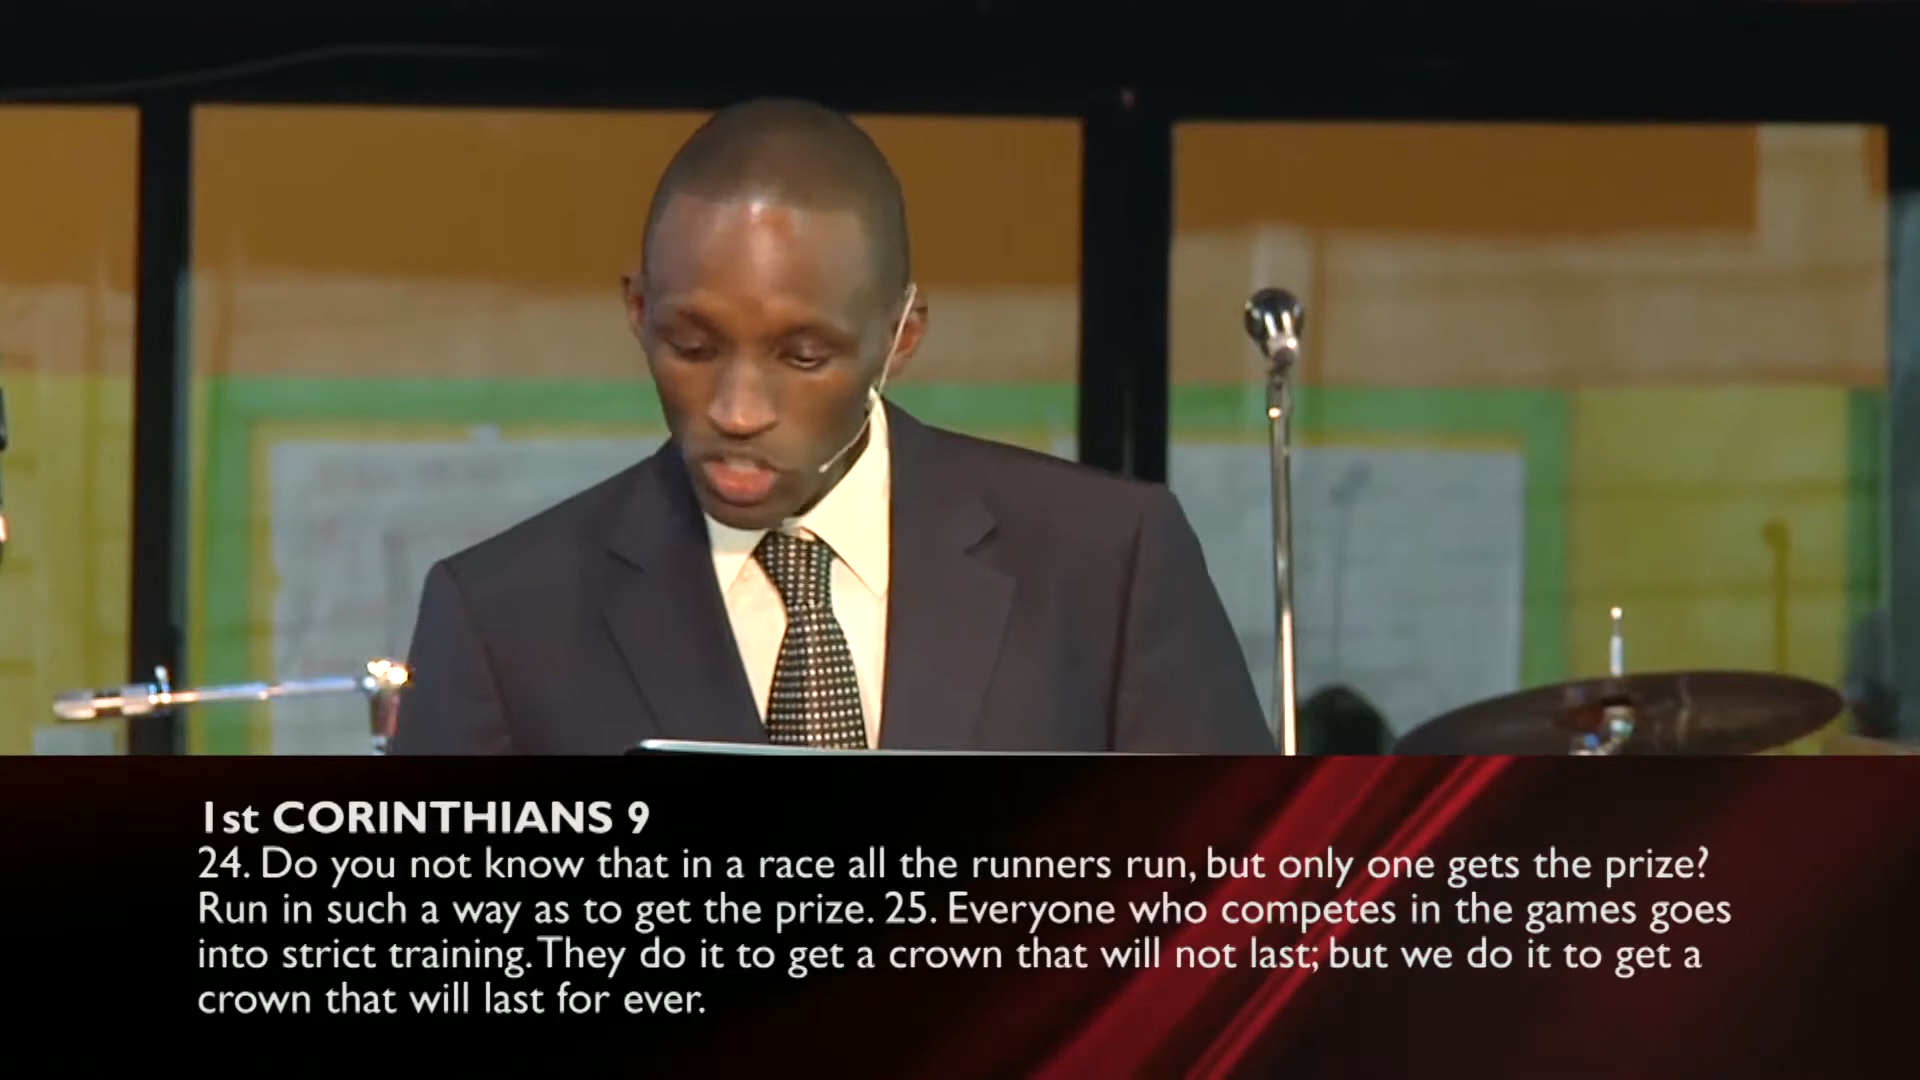 1st CORINTHIANS 9
24. Do you not know that in a race all the runners run, but only one gets the prize?
Run in such a way as to get the prize. 25. Everyone who competes in the games goes
into strict training. They do it to get a crown that will not last; but we do it to get a
crown that will last for ever.